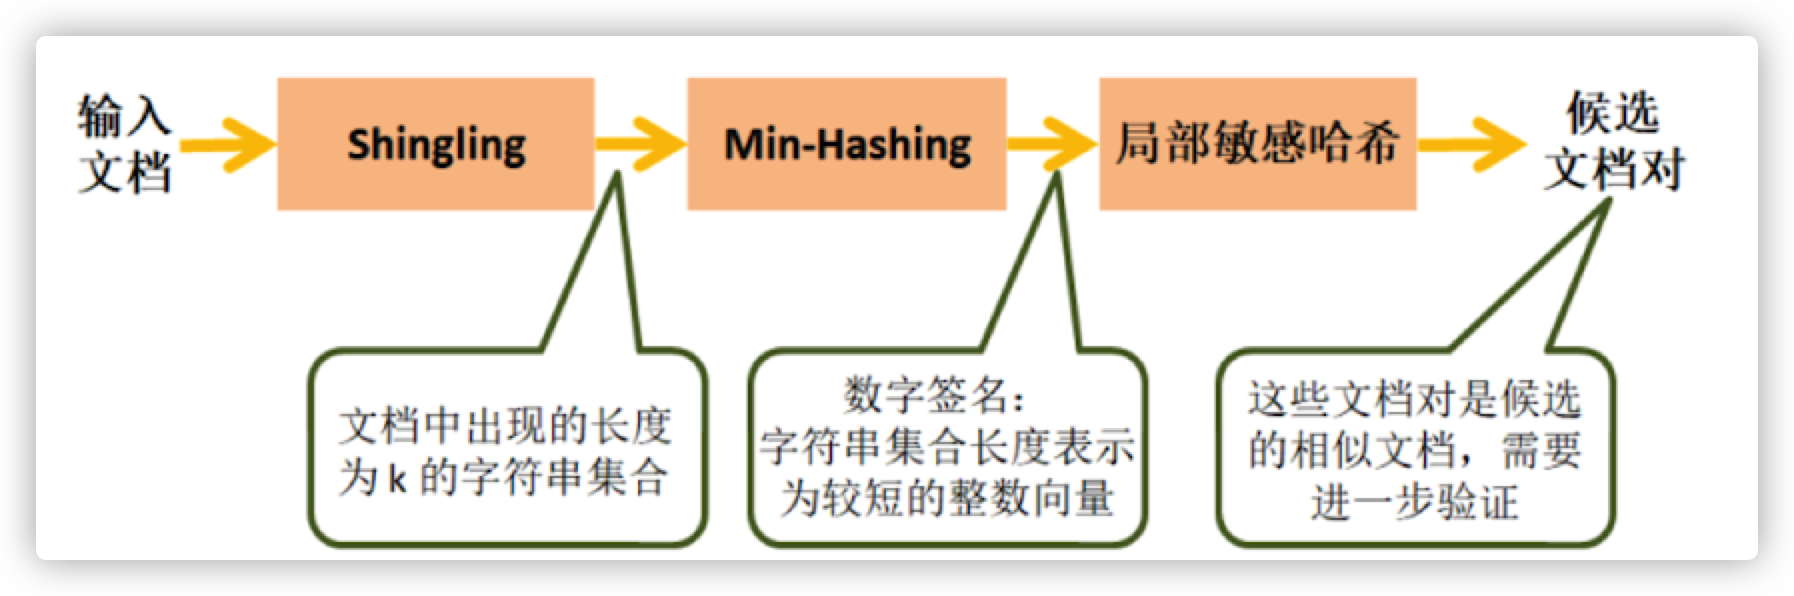 输入
文档
Shingling
Min-Hashing
局部敏感哈希
候选
文档对
文档中出现的长度
为 k 的字符串集合
数字签名：
字符串集合长度表示
为较短的整数向量
这些文档对是候选
的相似文档，需要
进一步验证